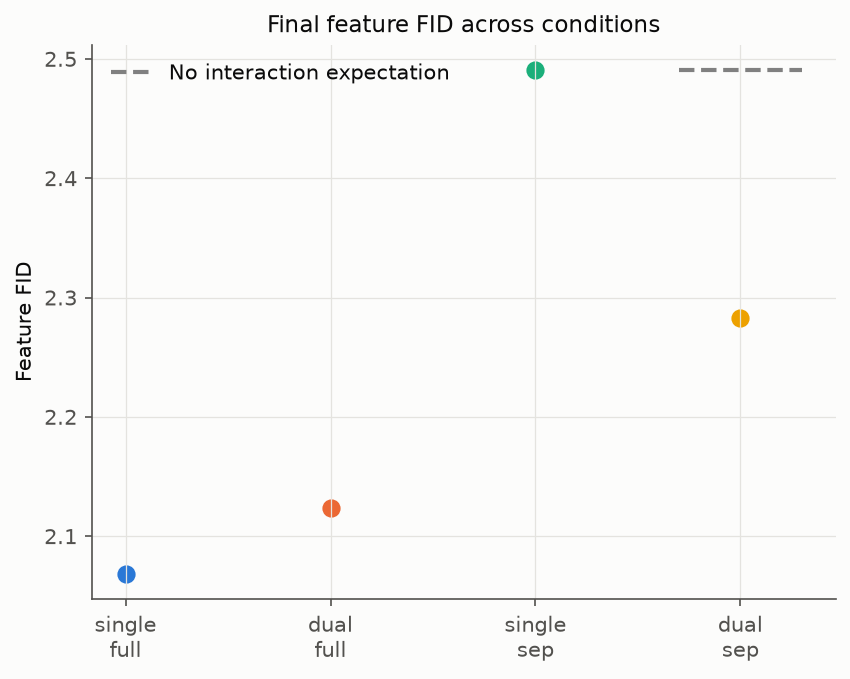 Final feature FID across conditions
No interaction expectation
Feature FID
2.5
2.4
2.3
2.2
2.1
single
full
dual
full
single
sep
dual
sep